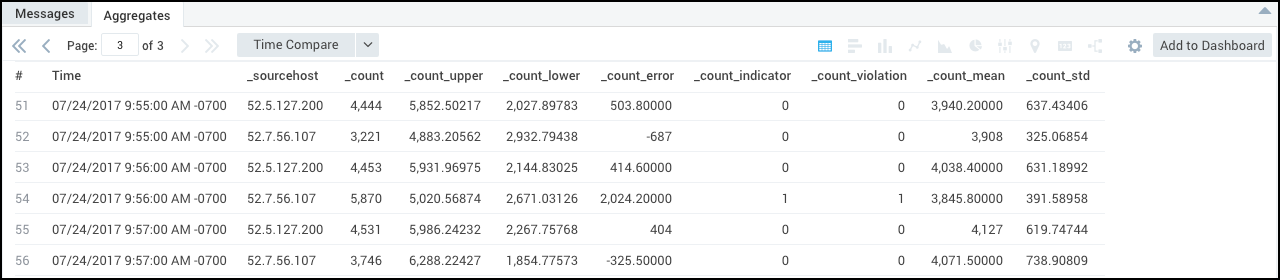 Messages Aggregates
Page: 3 of 3 Time Compare Add to Dashboard
# Time _sourcehost _count _count_upper _count_lower _count_error _count_indicator _count_violation _count_mean _count_std
51 07/24/2017 9:55:00 AM -0700 52.5.127.200 4,444 5,852.50217 2,027.89783 503.80000 0 0 3,940.20000 637.43406
52 07/24/2017 9:55:00 AM -0700 52.7.56.107 3,221 4,883.20562 2,932.79438 -687 0 0 3,908 325.06854
53 07/24/2017 9:56:00 AM -0700 52.5.127.200 4,453 5,931.96975 2,144.83025 414.60000 0 0 4,038.40000 631.18992
54 07/24/2017 9:56:00 AM -0700 52.7.56.107 5,870 5,020.56874 2,671.03126 2,024.20000 1 1 3,845.80000 391.58958
55 07/24/2017 9:57:00 AM -0700 52.5.127.200 4,531 5,986.24232 2,267.75768 404 0 0 4,127 619.74744
56 07/24/2017 9:57:00 AM -0700 52.7.56.107 3,746 6,288.22427 1,854.77573 -325.50000 0 0 4,071.50000 738.90809